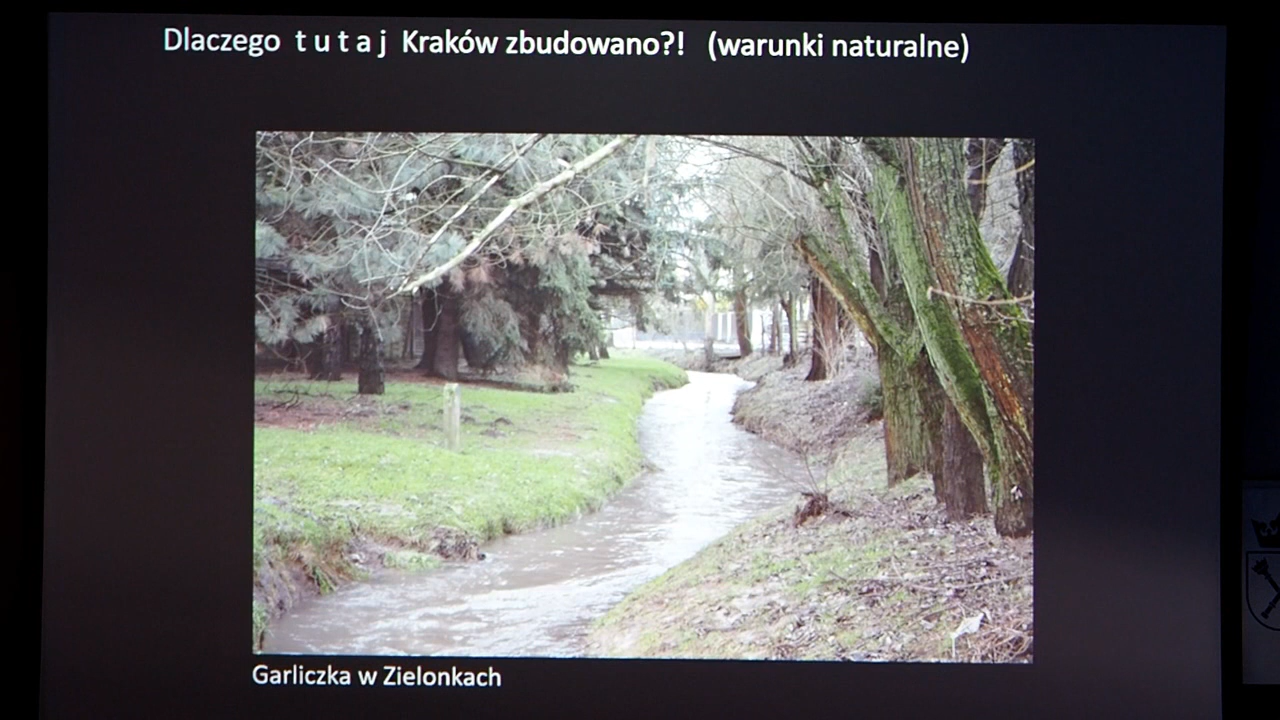 Dlaczego t u t a j Kraków zbudowano?! (warunki naturalne)
Garliczka w Zielonkach